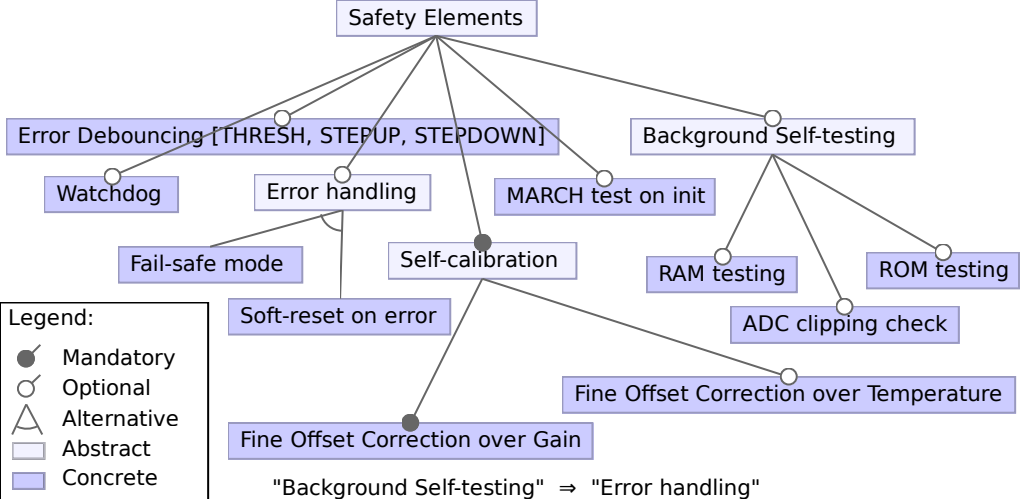 Safety Elements
Error Debouncing [THRESH, STEPUP, STEPDOWN]
Background Self-testing
Watchdog
Error handling
MARCH test on init
Fail-safe mode
Self-calibration
RAM testing
ROM testing
Soft-reset on error
ADC clipping check
Legend:
Mandatory
Optional
Alternative
Abstract
Concrete
Fine Offset Correction over Temperature
Fine Offset Correction over Gain
"Background Self-testing" ⇒ "Error handling"